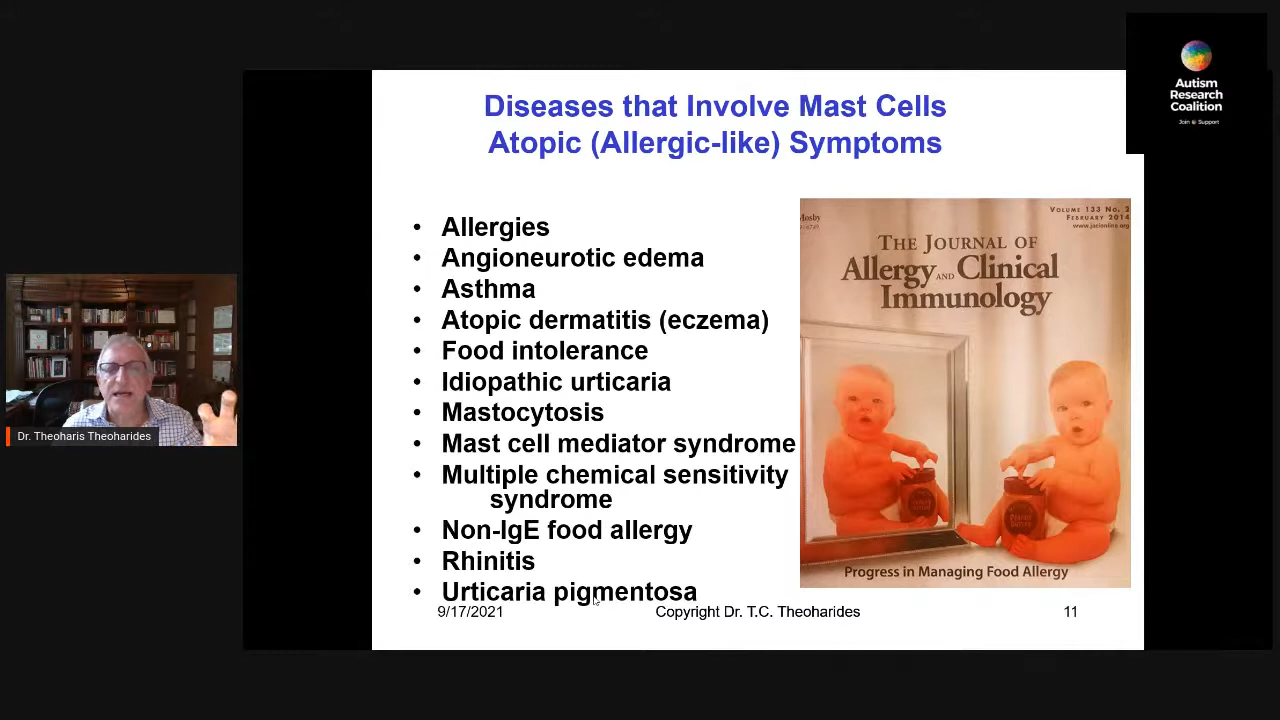 Autism
Research
Coalition
Join Support
Diseases that Involve Mast Cells
Atopic (Allergic-like) Symptoms
• Allergies
• Angioneurotic edema
• Asthma
• Atopic dermatitis (eczema)
• Food intolerance
• Idiopathic urticaria
• Mastocytosis
• Mast cell mediator syndrome
• Multiple chemical sensitivity
syndrome
• Non-IgE food allergy
• Rhinitis
• Urticaria pigmentosa
Mosby
VOLUME 133 NO. 2
FEBRUARY 2014
www.jacionline.org
THE JOURNAL OF
Allergy AND Clinical
Immunology
Progress in Managing Food Allergy
9/17/2021
Copyright Dr. T.C. Theoharides
11
Dr. Theoharis Theoharides